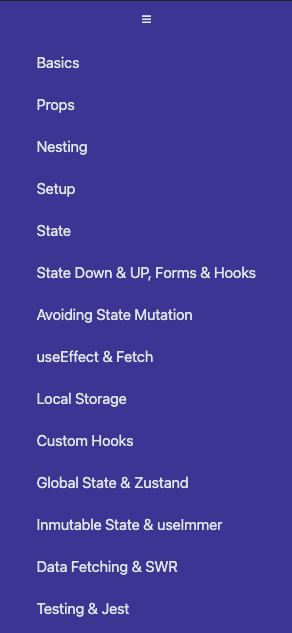 Basics
Props
Nesting
Setup
State
State Down & UP, Forms & Hooks
Avoiding State Mutation
useEffect & Fetch
Local Storage
Custom Hooks
Global State & Zustand
Inmutable State & useImmer
Data Fetching & SWR
Testing & Jest